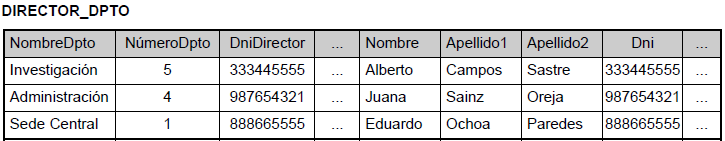 DIRECTOR_DPTO
NombreDpto NúmeroDpto DniDirector ... Nombre Apellido1 Apellido2 Dni ...
Investigación 5 333445555 ... Alberto Campos Sastre 333445555 ...
Administración 4 987654321 ... Juana Sainz Oreja 987654321 ...
Sede Central 1 888665555 ... Eduardo Ochoa Paredes 888665555 ...